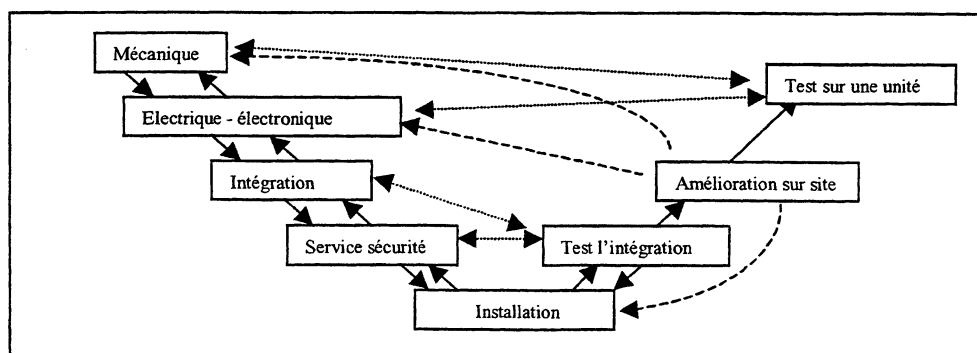 Mécanique
Test sur une unité
Electrique - électronique
Intégration
Amélioration sur site
Service sécurité
Test l'intégration
Installation